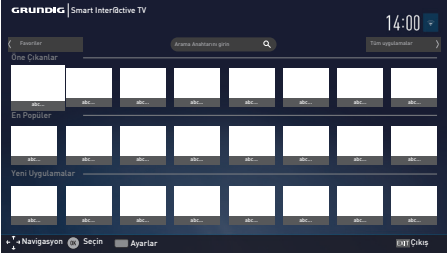 GRUNDIG Smart Inter@ctive TV
14:00
Favoriler Arama Anahtarını girin Tüm uygulamalar
Öne Çıkanlar
abc... abc... abc... abc... abc... abc... abc... abc...
En Popüler
abc... abc... abc... abc... abc... abc... abc... abc...
Yeni Uygulamalar
abc... abc... abc... abc... abc... abc... abc... abc...
Navigasyon OK Seçin Ayarlar EXIT Çıkış